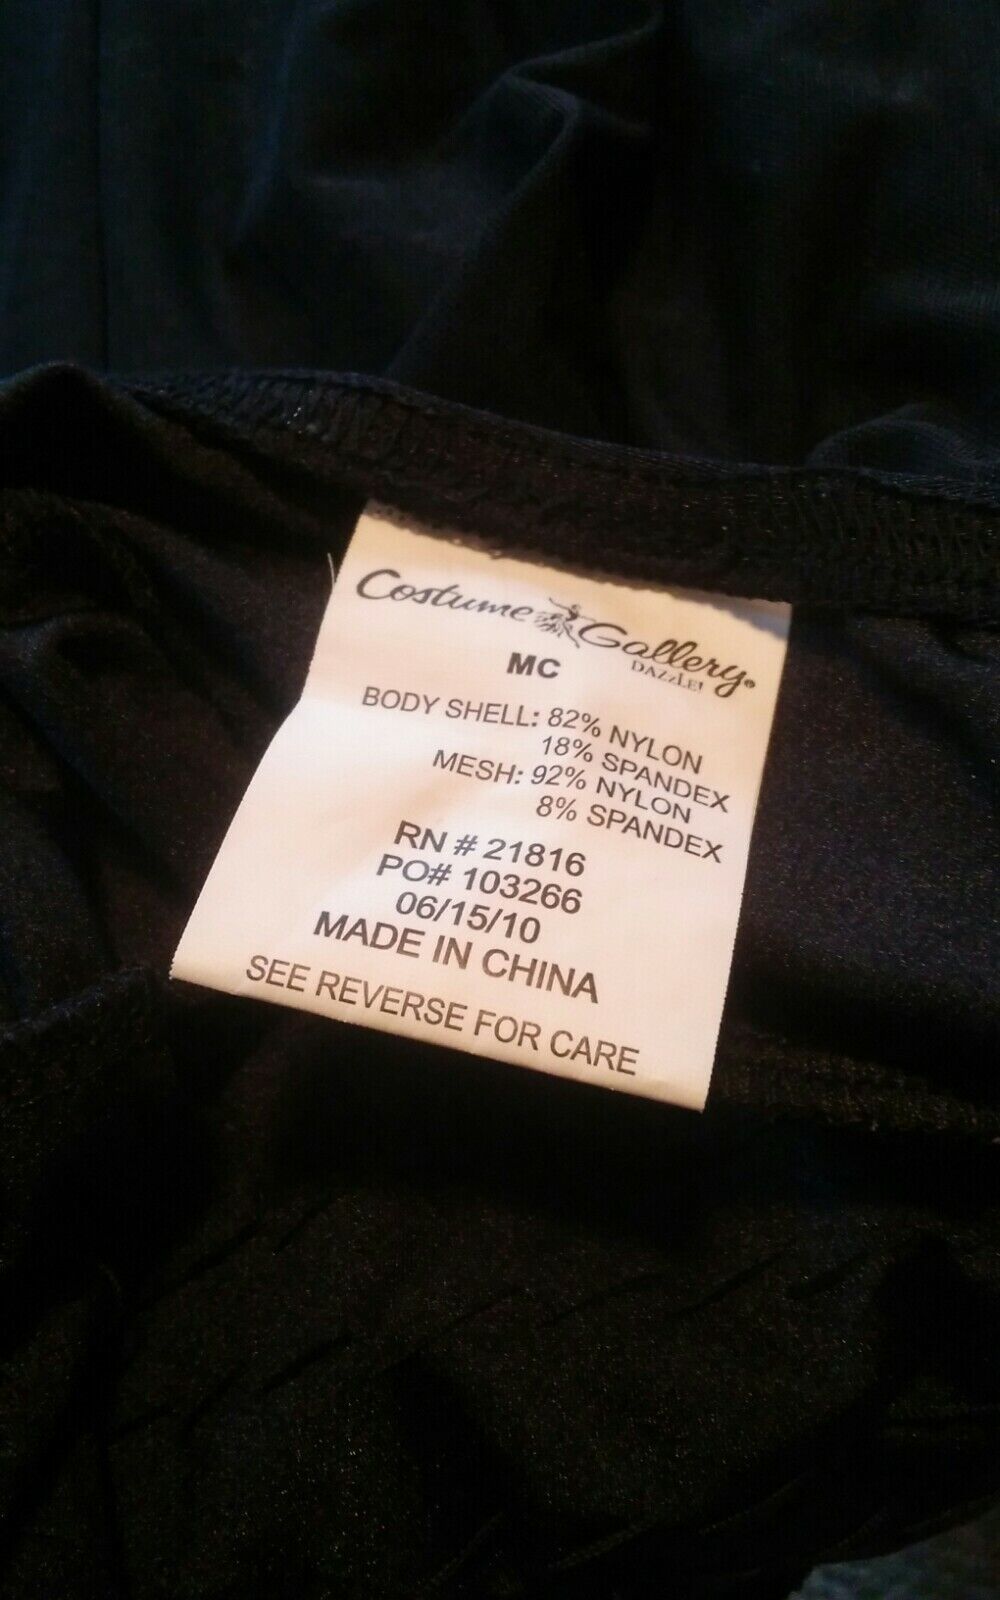 Costume Gallery®
DAZzLE!
MC
BODY SHELL: 82% NYLON
18% SPANDEX
MESH: 92% NYLON
8% SPANDEX
RN # 21816
PO# 103266
06/15/10
MADE IN CHINA
SEE REVERSE FOR CARE